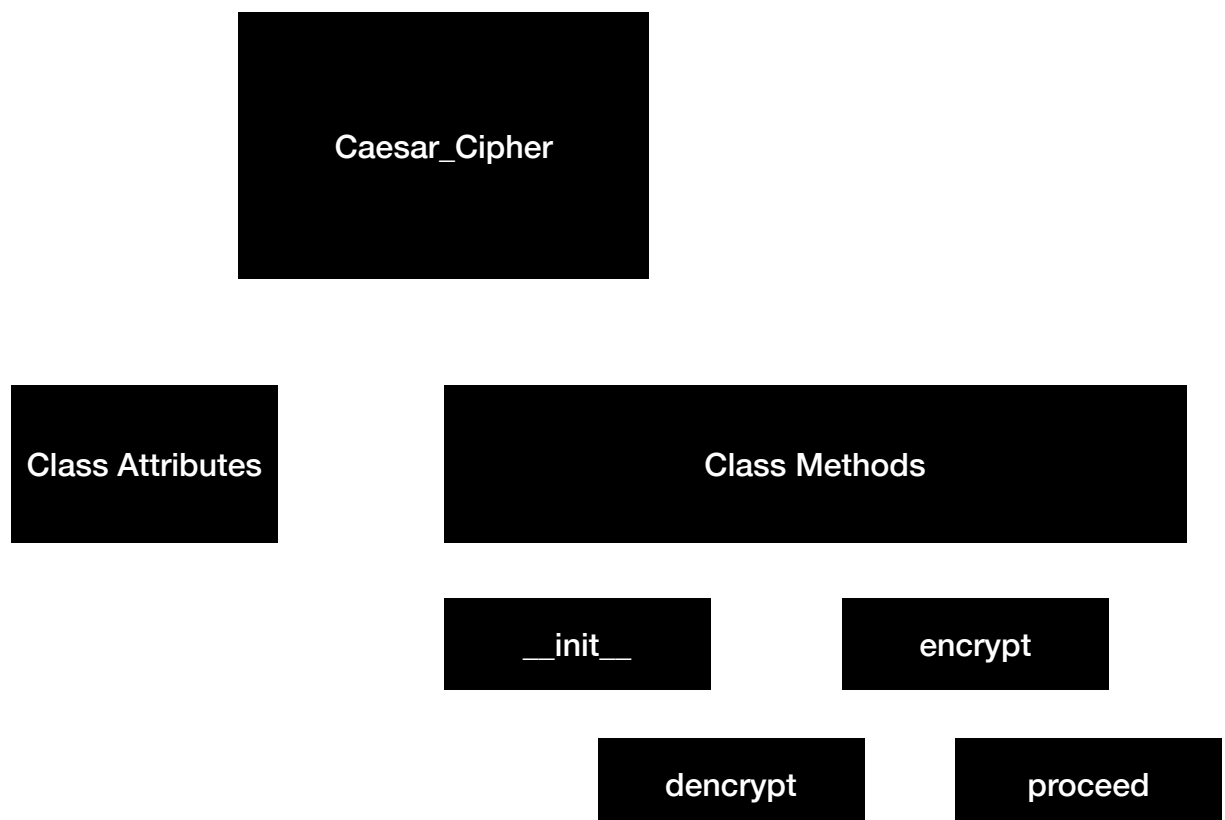 Caesar_Cipher
Class Attributes
Class Methods
__init__
encrypt
dencrypt
proceed